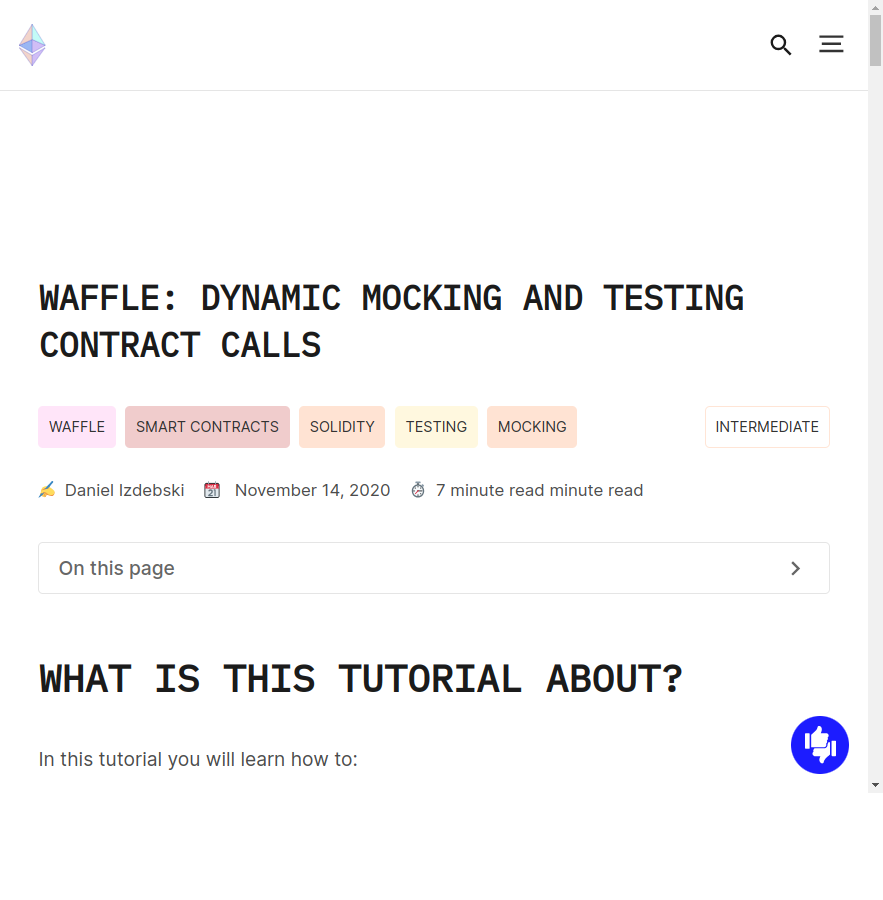 WAFFLE: DYNAMIC MOCKING AND TESTING
CONTRACT CALLS
WAFFLE SMART CONTRACTS SOLIDITY TESTING MOCKING INTERMEDIATE
Daniel Izdebski November 14, 2020 7 minute read minute read
On this page
WHAT IS THIS TUTORIAL ABOUT?
In this tutorial you will learn how to: